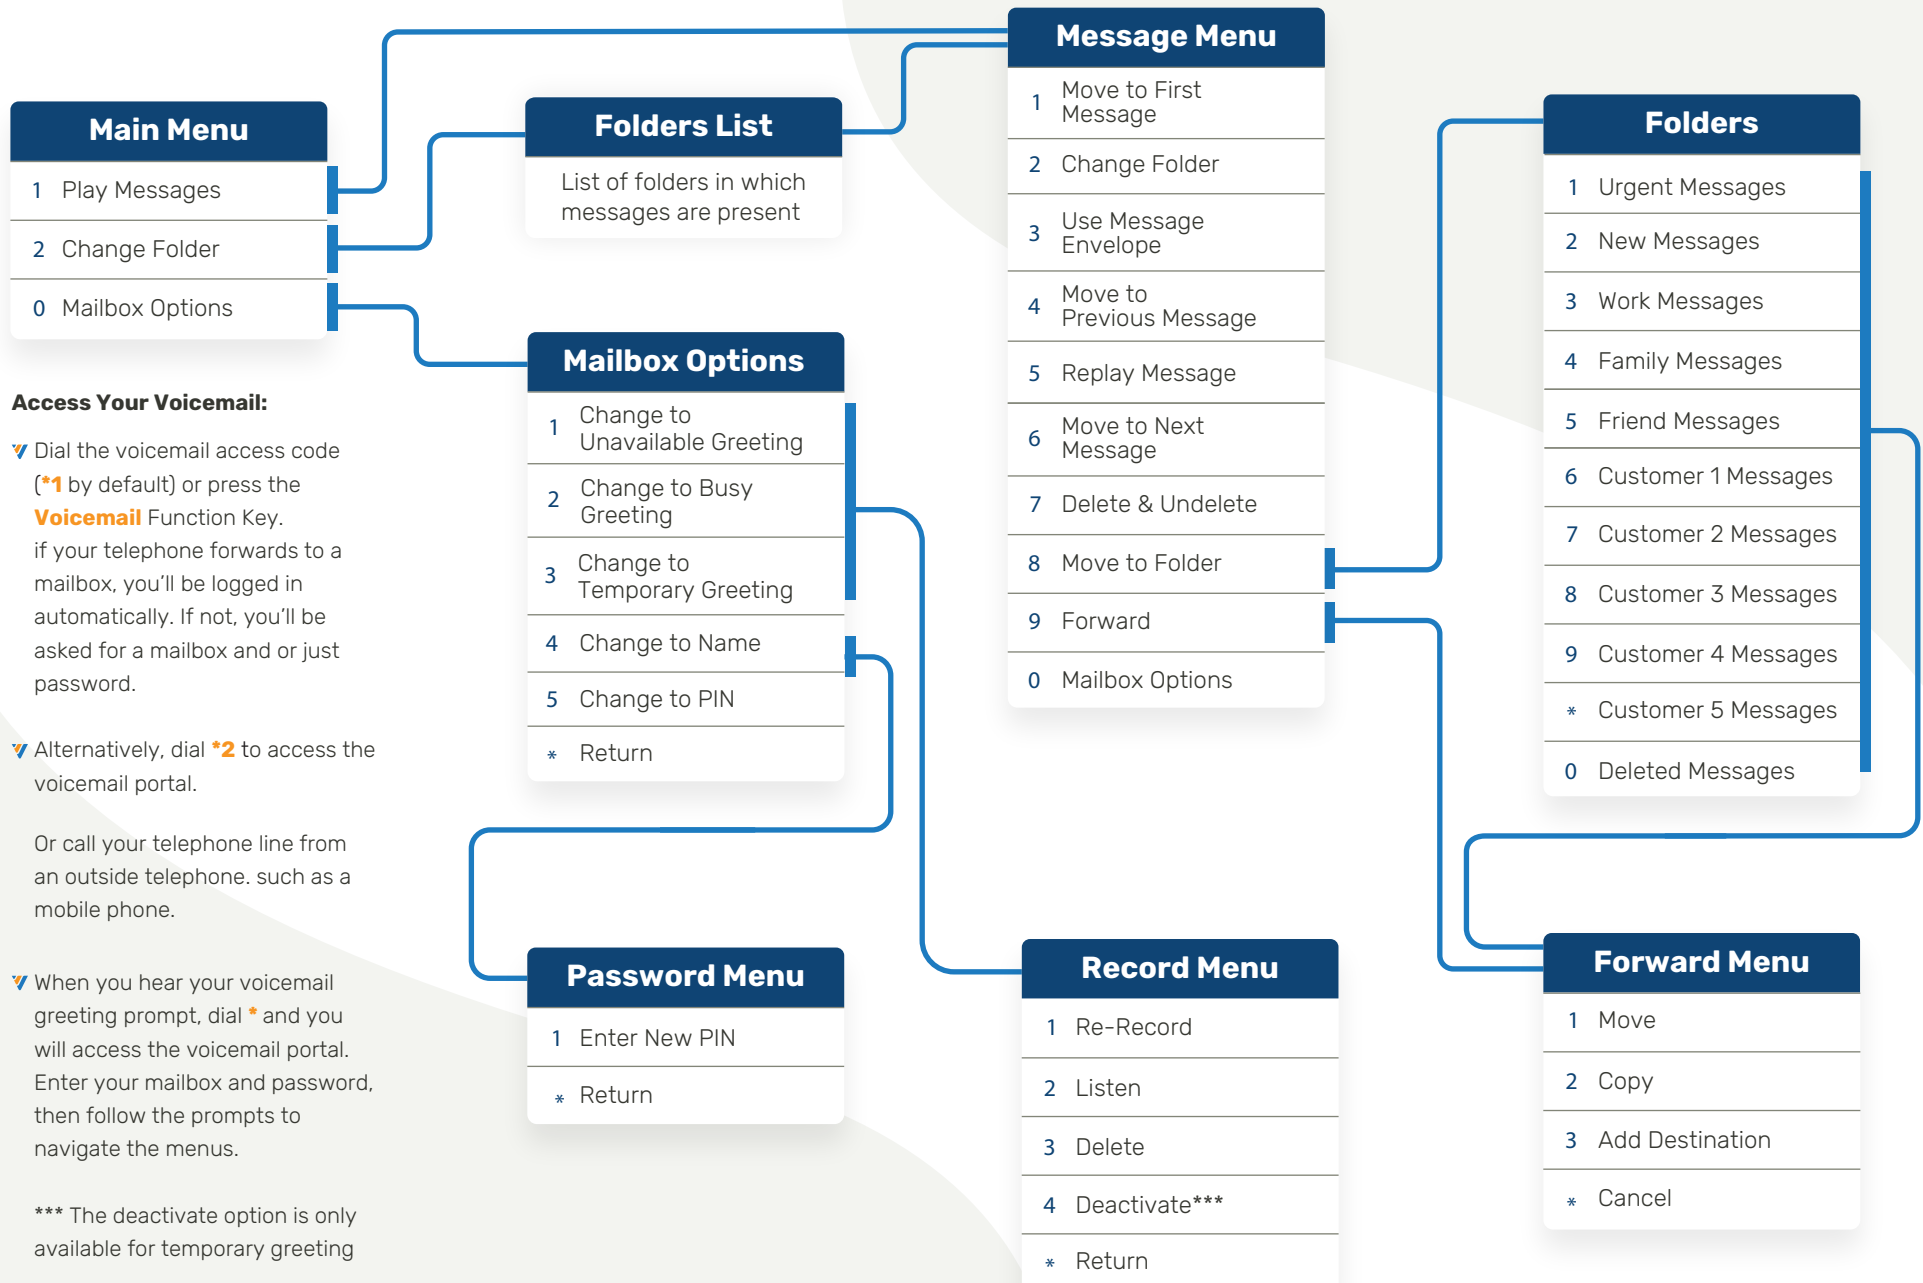 Main Menu
1 Play Messages
2 Change Folder
0 Mailbox Options
Access Your Voicemail:
Dial the voicemail access code
(*1 by default) or press the
Voicemail Function Key.
if your telephone forwards to a
mailbox, you'll be logged in
automatically. If not, you'll be
asked for a mailbox and or just
password.
Alternatively, dial *2 to access the
voicemail portal.
Or call your telephone line from
an outside telephone. such as a
mobile phone.
When you hear your voicemail
greeting prompt, dial * and you
will access the voicemail portal.
Enter your mailbox and password,
then follow the prompts to
navigate the menus.
*** The deactivate option is only
available for temporary greeting
Folders List
List of folders in which
messages are present
Mailbox Options
1 Change to
Unavailable Greeting
2 Change to Busy
Greeting
3 Change to
Temporary Greeting
4 Change to Name
5 Change to PIN
* Return
Password Menu
1 Enter New PIN
* Return
Message Menu
1 Move to First
Message
2 Change Folder
3 Use Message
Envelope
4 Move to
Previous Message
5 Replay Message
6 Move to Next
Message
7 Delete & Undelete
8 Move to Folder
9 Forward
0 Mailbox Options
Record Menu
1 Re-Record
2 Listen
3 Delete
4 Deactivate***
* Return
Folders
1 Urgent Messages
2 New Messages
3 Work Messages
4 Family Messages
5 Friend Messages
6 Customer 1 Messages
7 Customer 2 Messages
8 Customer 3 Messages
9 Customer 4 Messages
* Customer 5 Messages
0 Deleted Messages
Forward Menu
1 Move
2 Copy
3 Add Destination
* Cancel